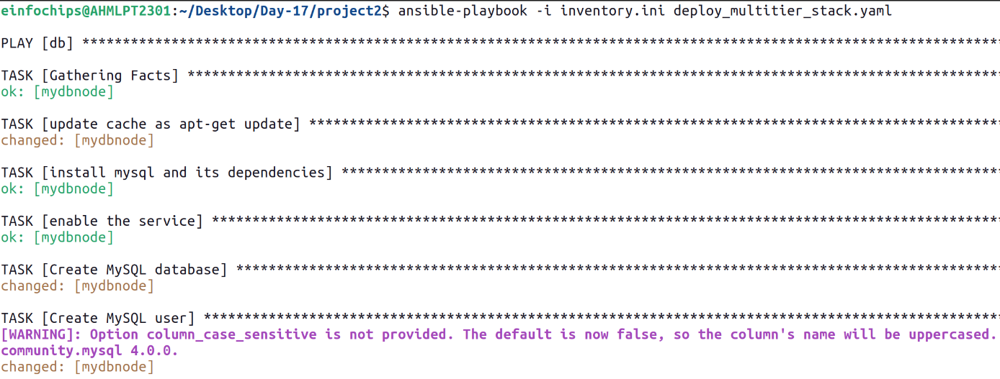 einfochips@AHMLPT2301:~/Desktop/Day-17/project2$ ansible-playbook -i inventory.ini deploy_multitier_stack.yaml
PLAY [db] ****************************************************************************************************************
TASK [Gathering Facts] ****************************************************************************************************
ok: [mydbnode]
TASK [update cache as apt-get update] *************************************************************************************
changed: [mydbnode]
TASK [install mysql and its dependencies] *********************************************************************************
ok: [mydbnode]
TASK [enable the service] *************************************************************************************************
ok: [mydbnode]
TASK [Create MySQL database] **********************************************************************************************
changed: [mydbnode]
TASK [Create MySQL user] **************************************************************************************************
[WARNING]: Option column_case_sensitive is not provided. The default is now false, so the column's name will be uppercased.
community.mysql 4.0.0.
changed: [mydbnode]